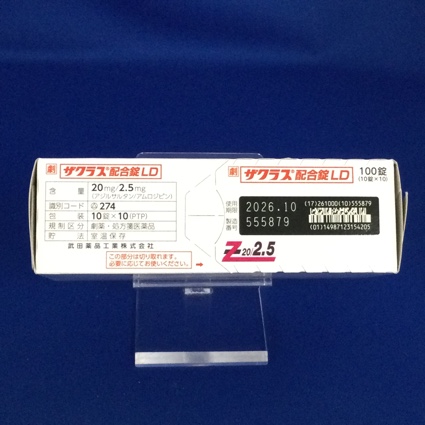 劇 ザクラス®配合錠LD
含量 20mg/2.5mg
(アジルサルタン/アムロジピン)
識別コード 274
包装 10錠×10(PTP)
規制区分 劇薬・処方箋医薬品
貯法 室温保存
武田薬品工業株式会社
この部分は切り取れます。
必要に応じてお使いください。
劇 ザクラス®配合錠LD
100錠
(10錠×10)
使用期限 2026.10
製造番号 555879
(17)261000(10)555879
(01)14987123154205
Z20/2.5